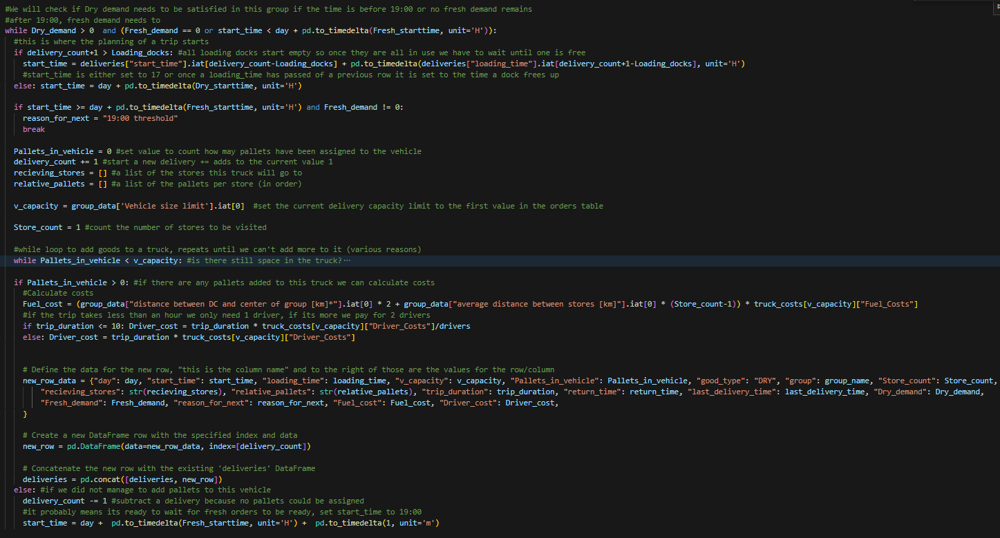 #We will check if Dry demand needs to be satisfied in this group if the time is before 19:00 or no fresh demand remains
#after 19:00, fresh demand needs to
while Dry_demand > 0  and (Fresh_demand == 0 or start_time < day + pd.to_timedelta(Fresh_starttime, unit='H')):
  #this is where the planning of a trip starts
  if delivery_count+1 > Loading_docks: #all loading docks start empty so once they are all in use we have to wait until one is free
    start_time = deliveries["start_time"].iat[delivery_count-Loading_docks] + pd.to_timedelta(deliveries["loading_time"].iat[delivery_count+1-Loading_docks], unit='H')
    #start_time is either set to 17 or once a loading_time has passed of a previous row it is set to the time a dock frees up
  else: start_time = day + pd.to_timedelta(Dry_starttime, unit='H')
  if start_time >= day + pd.to_timedelta(Fresh_starttime, unit='H') and Fresh_demand != 0:
    reason_for_next = "19:00 threshold"
    break
  Pallets_in_vehicle = 0 #set value to count how may pallets have been assigned to the vehicle
  delivery_count += 1 #start a new delivery += adds to the current value 1
  recieving_stores = [] #a list of the stores this truck will go to
  relative_pallets = [] #a list of the pallets per store (in order)
  v_capacity = group_data['Vehicle size limit'].iat[0]  #set the current delivery capacity limit to the first value in the orders table
  Store_count = 1 #count the number of stores to be visited
  #while loop to add goods to a truck, repeats until we can't add more to it (various reasons)
  while Pallets_in_vehicle < v_capacity: #is there still space in the truck?···
  if Pallets_in_vehicle > 0: #if there are any pallets added to this truck we can calculate costs
    #Calculate costs
    Fuel_cost = (group_data["distance between DC and center of group [km]*"].iat[0] * 2 + group_data["average distance between stores [km]"].iat[0] * (Store_count-1)) * truck_costs[v_capacity]["Fuel_Costs"]
    #if the trip takes less than an hour we only need 1 driver, if its more we pay for 2 drivers
    if trip_duration <= 10: Driver_cost = trip_duration * truck_costs[v_capacity]["Driver_Costs"]/drivers
    else: Driver_cost = trip_duration * truck_costs[v_capacity]["Driver_Costs"]
    # Define the data for the new row, "this is the column name" and to the right of those are the values for the row/column
    new_row_data = {"day": day, "start_time": start_time, "loading_time": loading_time, "v_capacity": v_capacity, "Pallets_in_vehicle": Pallets_in_vehicle, "good_type": "DRY", "group": group_name, "Store_count": Store_count,
        "recieving_stores": str(recieving_stores), "relative_pallets": str(relative_pallets), "trip_duration": trip_duration, "return_time": return_time, "last_delivery_time": last_delivery_time, "Dry_demand": Dry_demand,
        "Fresh_demand": Fresh_demand, "reason_for_next": reason_for_next, "Fuel_cost": Fuel_cost, "Driver_cost": Driver_cost,
    }
    # Create a new DataFrame row with the specified index and data
    new_row = pd.DataFrame(data=new_row_data, index=[delivery_count])
    # Concatenate the new row with the existing 'deliveries' DataFrame
    deliveries = pd.concat([deliveries, new_row])
  else: #if we did not manage to add pallets to this vehicle
    delivery_count -= 1 #subtract a delivery because no pallets could be assigned
    #it probably means its ready to wait for fresh orders to be ready, set start_time to 19:00
    start_time = day +  pd.to_timedelta(Fresh_starttime, unit='H') +  pd.to_timedelta(1, unit='m')